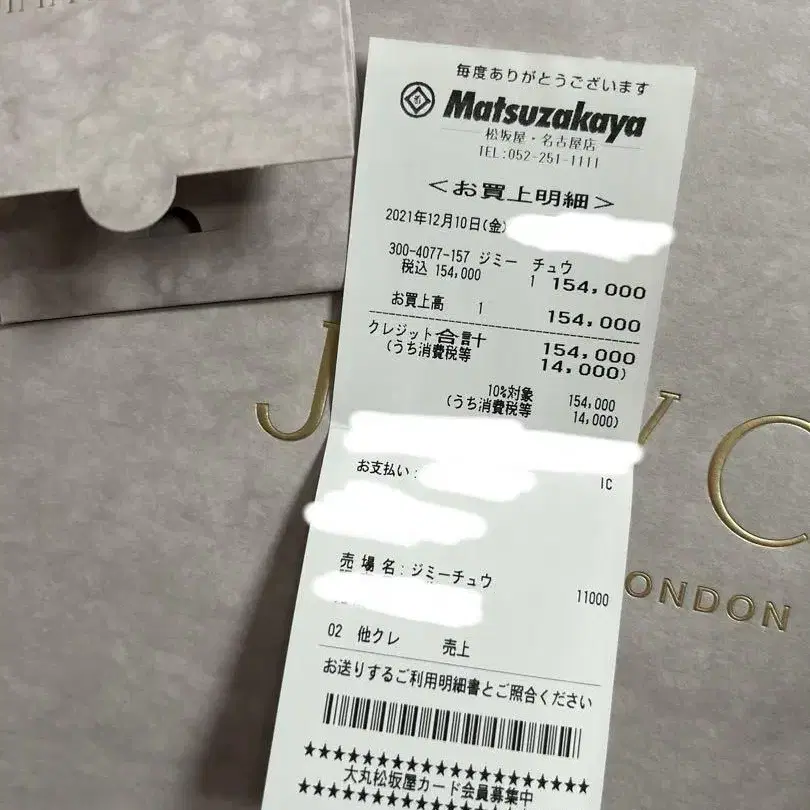 毎度ありがとうございます
Matsuzakaya
松坂屋・名古屋店
TEL:052-251-1111
<お買上明細>
2021年12月10日(金)
300-4077-157 ジミー チュウ
税込 154,000 1 154,000
お買上高 1 154,000
クレジット合計 154,000
(うち消費税等 14,000)
10%対象 154,000
(うち消費税等 14,000)
お支払い: IC
売 場 名:ジミーチュウ
11000
02 他クレ 売上
お送りするご利用明細書とご照合ください
★★★★★★★★★★★★★★★★★★★★
大丸松坂屋カード会員募集中
J C
LONDON